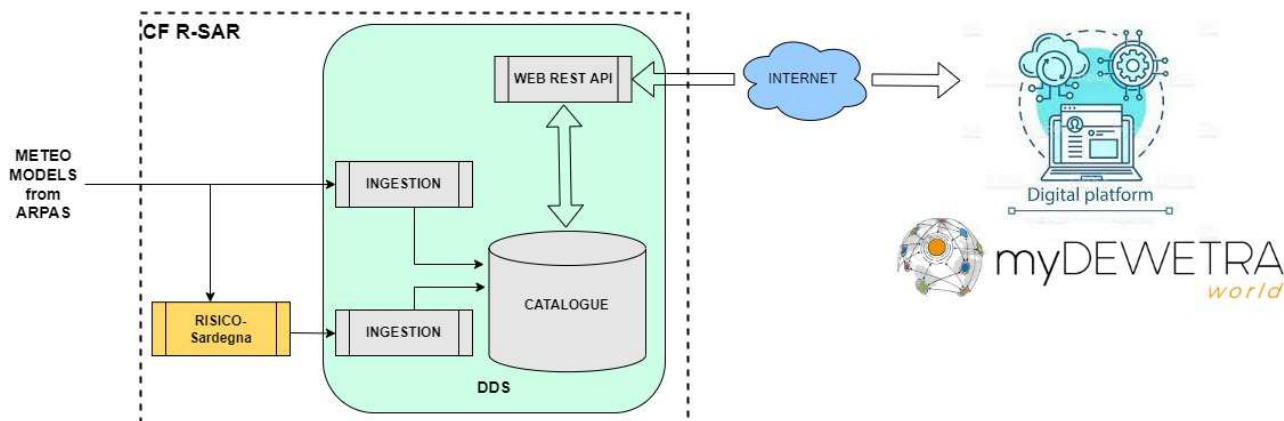 CF R-SAR
WEB REST API
INTERNET
METEO
MODELS
from
ARPAS
INGESTION
Digital platform
myDEWETRA
world
CATALOGUE
RISICO-
Sardegna
INGESTION
DDS